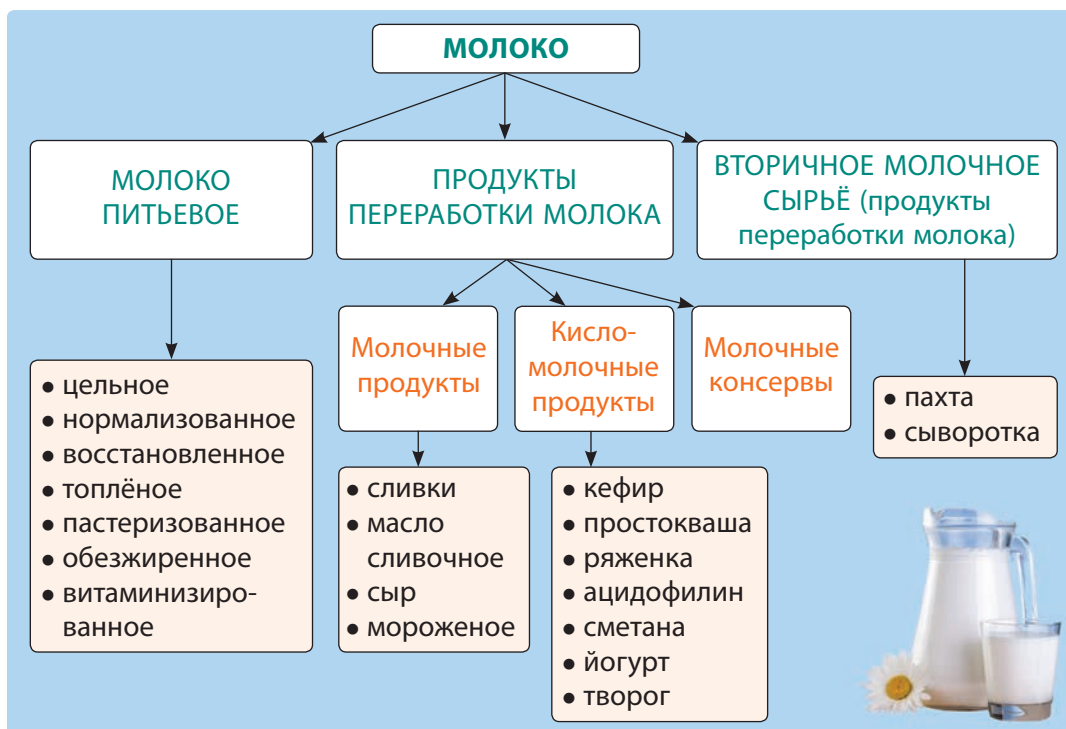 МОЛОКО
МОЛОКО
ПИТЬЕВОЕ
ПРОДУКТЫ
ПЕРЕРАБОТКИ МОЛОКА
ВТОРИЧНОЕ МОЛОЧНОЕ
СЫРЬЁ (продукты
переработки молока)
Молочные
продукты
Кисло-
молочные
продукты
Молочные
консервы
● цельное
● нормализованное
● восстановленное
● топлёное
● пастеризованное
● обезжиренное
● витаминизиро-
ванное
● сливки
● масло
сливочное
● сыр
● мороженое
● кефир
● простокваша
● ряженка
● ацидофилин
● сметана
● йогурт
● творог
● пахта
● сыворотка